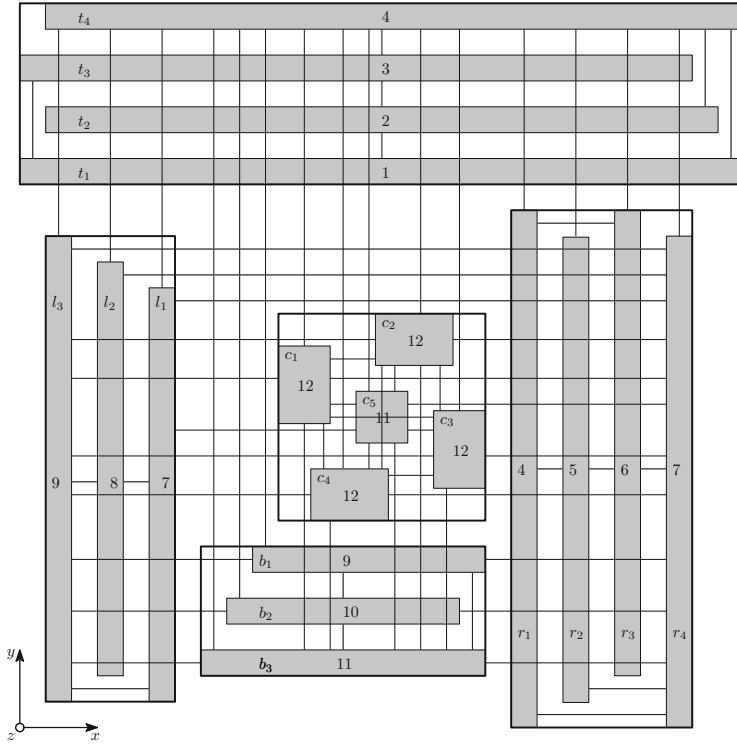 t₄ 4
t₃ 3
t₂ 2
t₁ 1
l₃ l₂ l₁
c₂
12
c₁
12
c₅
11
c₃
12
c₄
12
9 8 7
4 5 6 7
b₁ 9
b₂ 10
b₃ 11
r₁ r₂ r₃ r₄
y
z x